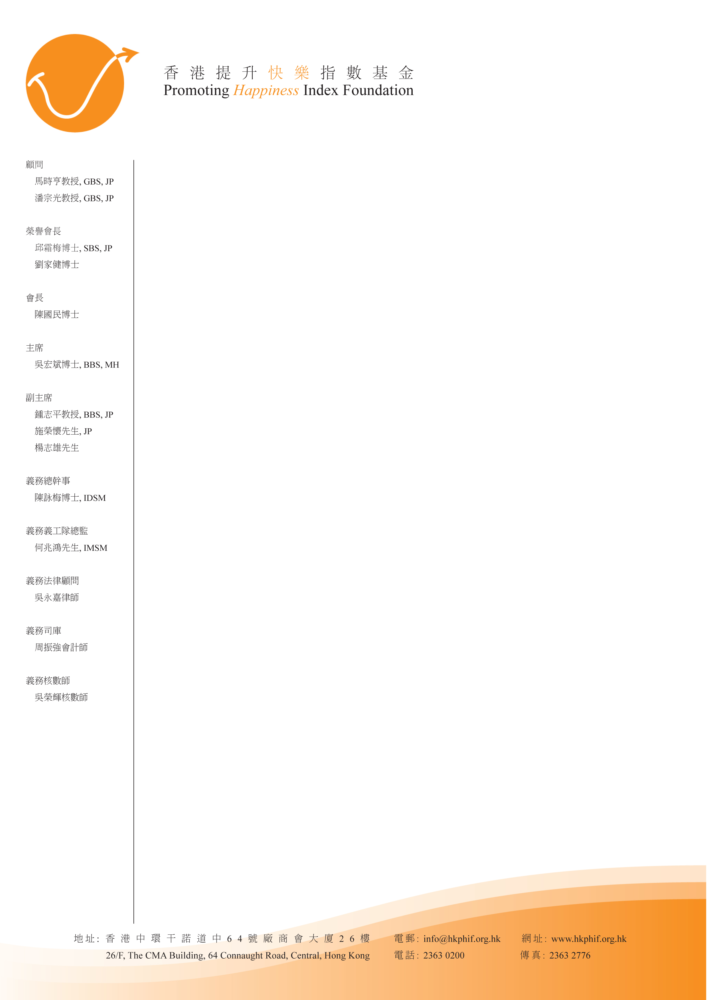 香港提升快樂指數基金
Promoting Happiness Index Foundation
顧問
馬時亨教授, GBS, JP
潘宗光教授, GBS, JP
榮譽會長
邱霜梅博士, SBS, JP
劉家健博士
會長
陳國民博士
主席
吳宏斌博士, BBS, MH
副主席
鍾志平教授, BBS, JP
施榮懷先生, JP
楊志雄先生
義務總幹事
陳詠梅博士, IDSM
義務義工隊總監
何兆鴻先生, IMSM
義務法律顧問
吳永嘉律師
義務司庫
周振強會計師
義務核數師
吳榮輝核數師
地址: 香港中環干諾道中64號廠商會大廈26樓 電郵: info@hkphif.org.hk 網址: www.hkphif.org.hk
26/F, The CMA Building, 64 Connaught Road, Central, Hong Kong 電話: 2363 0200 傳真: 2363 2776